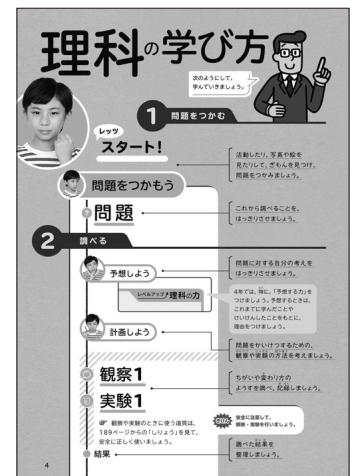 理科の学び方
次のようにして、
学んでいきましょう。
1 問題をつかむ
レッツ
スタート!
活動したり、写真や絵を
見たりして、ぎもんを見つけ、
問題をつかみましょう。
問題をつかもう
問題
これから調べることを、
はっきりさせましょう。
2 調べる
予想しよう
問題に対する自分の考えを
はっきりさせましょう。
レベルアップ 理科の力
4年では、特に、「予想する力」を
つけましょう。予想するときは、
これまでに学んだことや
けいけんしたことをもとに、
理由をつけましょう。
計画しよう
問題をかいけつするための、
観察や実験の方法を考えましょう。
観察1
実験1
ちがいや変わり方の
ようすを調べ、記録しましょう。
☞ 観察や実験のときに使う道具は、
189ページからの「しりょう」を見て、
安全に正しく使いましょう。
安全に注意して、
観察・実験を行いましょう。
結果
調べた結果を
整理しましょう。
4